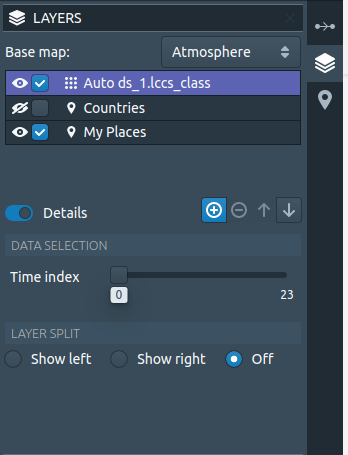 LAYERS
Base map: Atmosphere
Auto ds_1.lccs_class
Countries
My Places
Details
DATA SELECTION
Time index
0 23
LAYER SPLIT
Show left Show right Off